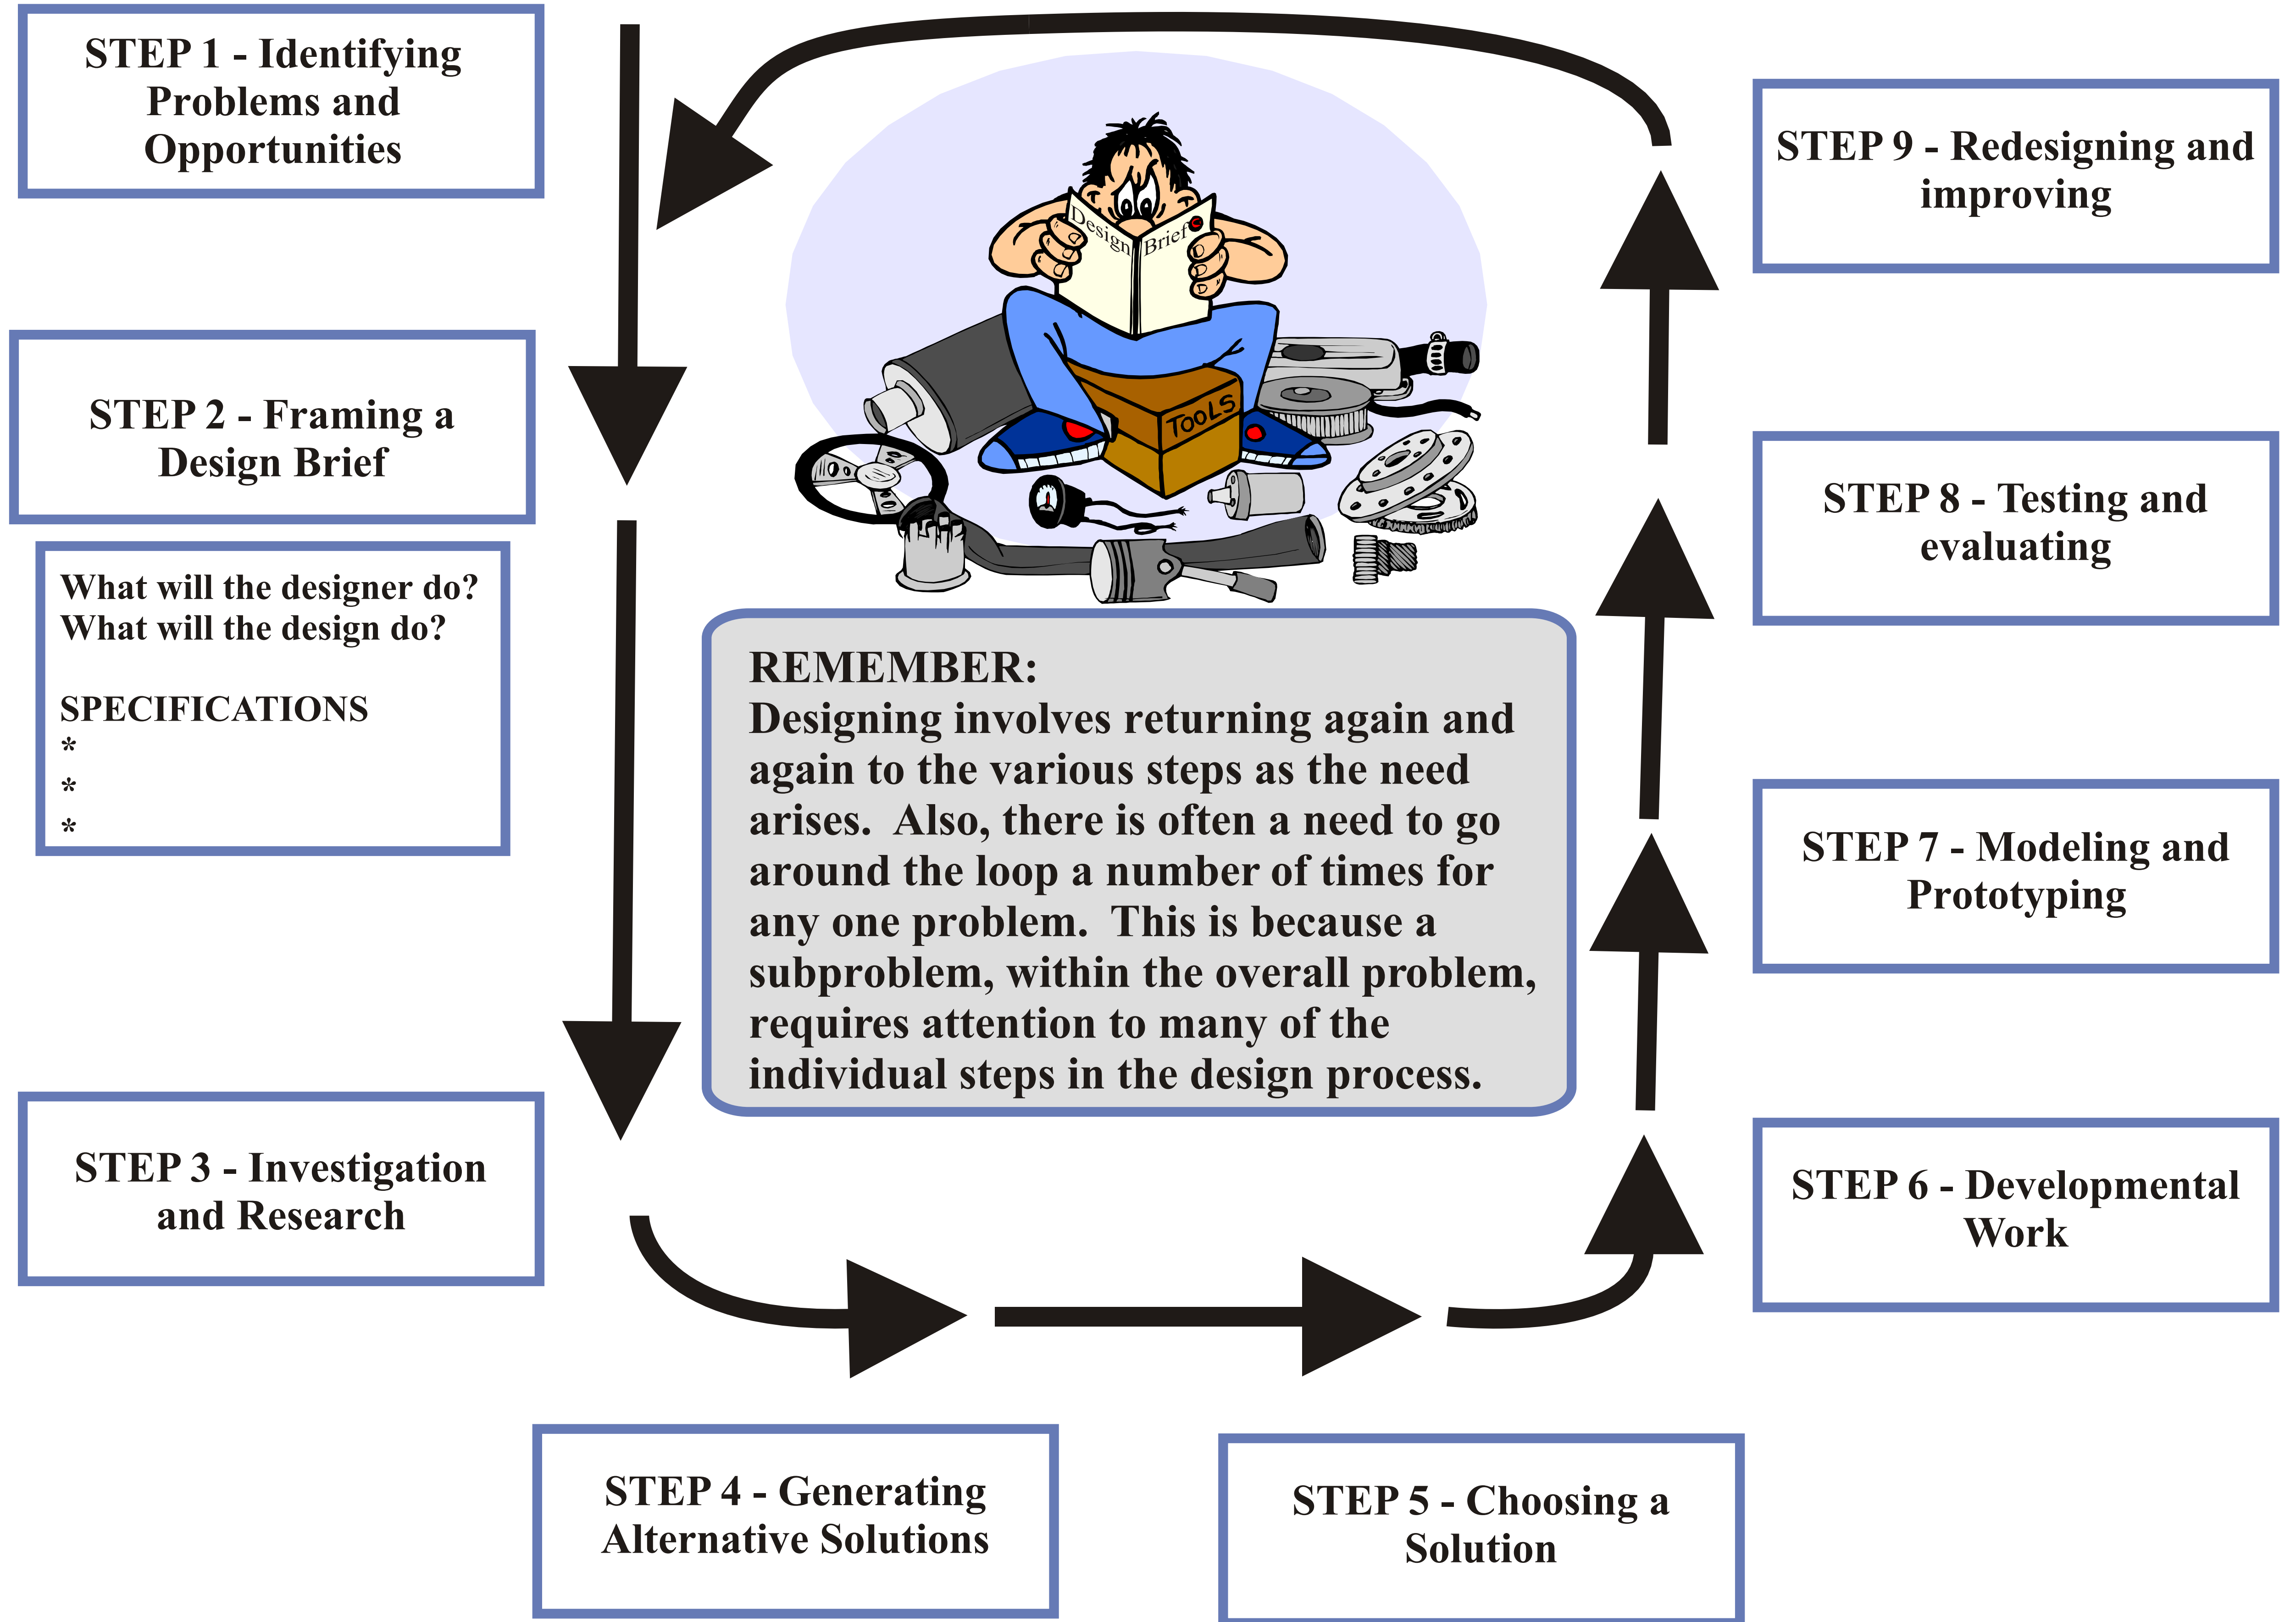 STEP 1 - Identifying
Problems and
Opportunities
STEP 2 - Framing a
Design Brief
What will the designer do?
What will the design do?
SPECIFICATIONS
*
*
*
STEP 3 - Investigation
and Research
STEP 4 - Generating
Alternative Solutions
STEP 5 - Choosing a
Solution
STEP 6 - Developmental
Work
STEP 7 - Modeling and
Prototyping
STEP 8 - Testing and
evaluating
STEP 9 - Redesigning and
improving
Design Brief
TOOLS
REMEMBER:
Designing involves returning again and
again to the various steps as the need
arises.  Also, there is often a need to go
around the loop a number of times for
any one problem.  This is because a
subproblem, within the overall problem,
requires attention to many of the
individual steps in the design process.